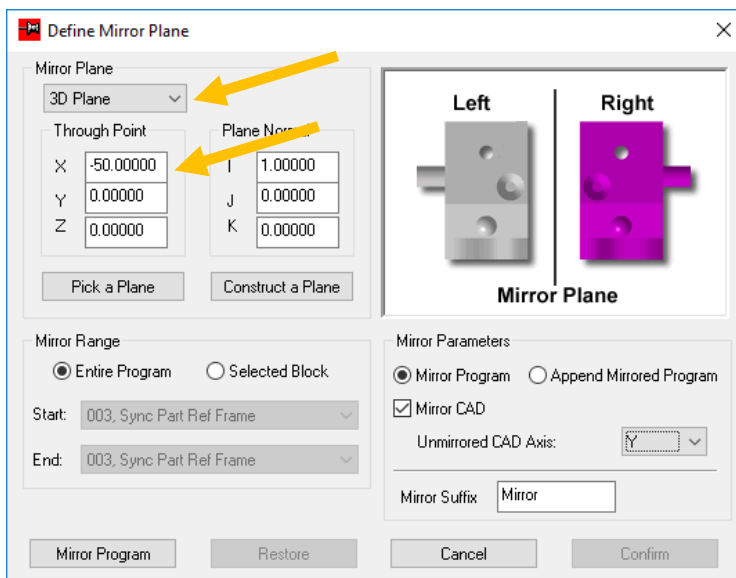 Define Mirror Plane
Mirror Plane
3D Plane
Through Point
X -50.00000
Y 0.00000
Z 0.00000
Plane Normal
I 1.00000
J 0.00000
K 0.00000
Pick a Plane
Construct a Plane
Left Right
Mirror Plane
Mirror Range
Entire Program Selected Block
Start: 003, Sync Part Ref Frame
End: 003, Sync Part Ref Frame
Mirror Parameters
Mirror Program Append Mirrored Program
Mirror CAD
Unmirrored CAD Axis: Y
Mirror Suffix Mirror
Mirror Program Restore Cancel Confirm